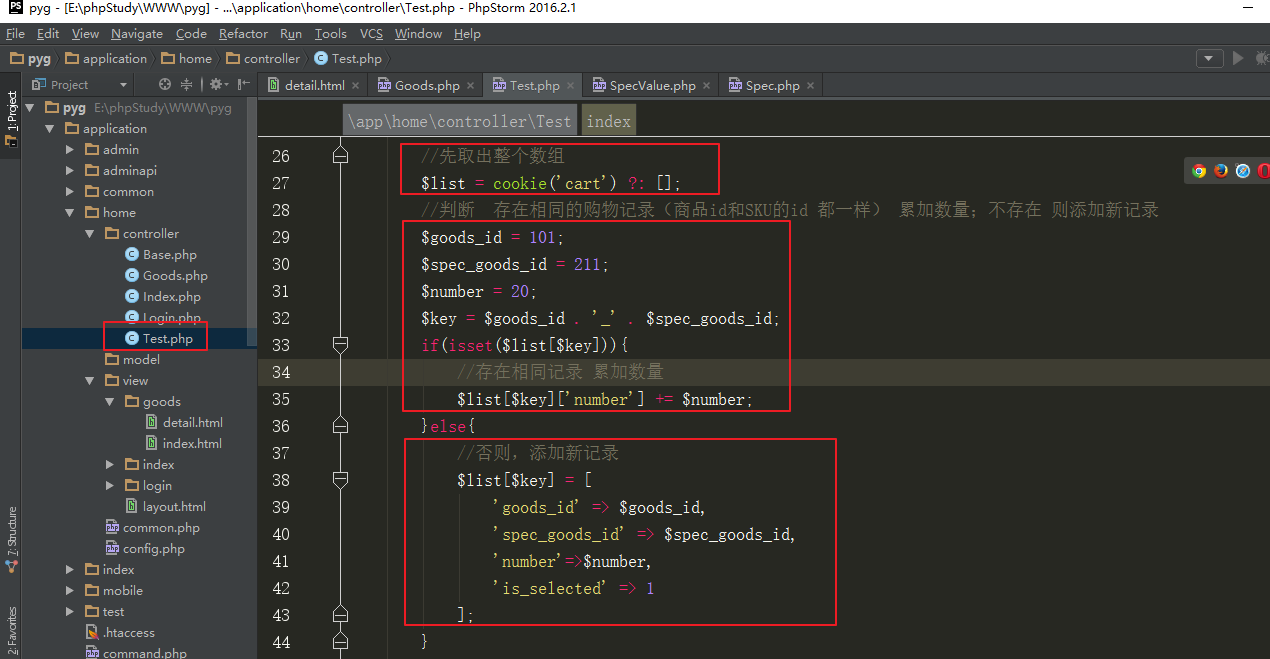 pyg - [E:\phpStudy\WWW\pyg] - ...\application\home\controller\Test.php - PhpStorm 2016.2.1
File Edit View Navigate Code Refactor Run Tools VCS Window Help
pyg application home controller Test.php
Project detail.html Goods.php Test.php SpecValue.php Spec.php
1: Project
pyg E:\phpStudy\WWW\pyg
application
admin
adminapi
common
home
controller
Base.php
Goods.php
Index.php
Login.php
Test.php
model
view
goods
detail.html
index.html
index
login
layout.html
common.php
config.php
index
mobile
test
.htaccess
command.php
7: Structure
2: Favorites
\app\home\controller\Test index
26 //先取出整个数组
27 $list = cookie('cart') ?: [];
28 //判断 存在相同的购物记录（商品id和SKU的id 都一样） 累加数量；不存在 则添加新记录
29 $goods_id = 101;
30 $spec_goods_id = 211;
31 $number = 20;
32 $key = $goods_id . '_' . $spec_goods_id;
33 if(isset($list[$key])){
34 //存在相同记录 累加数量
35 $list[$key]['number'] += $number;
36 }else{
37 //否则，添加新记录
38 $list[$key] = [
39 'goods_id' => $goods_id,
40 'spec_goods_id' => $spec_goods_id,
41 'number'=>$number,
42 'is_selected' => 1
43 ];
44 }